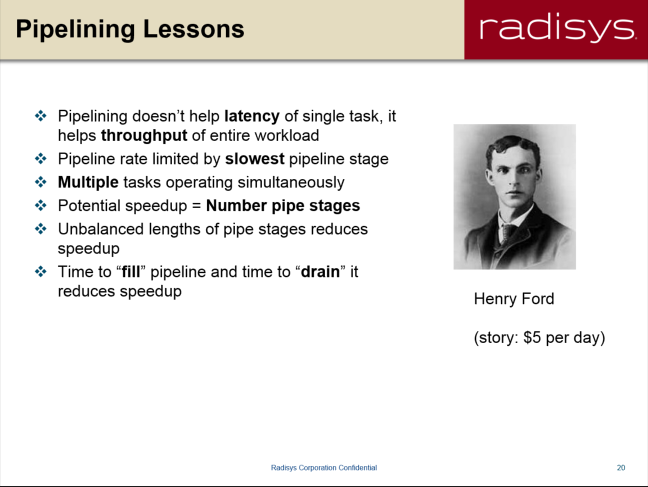 Pipelining Lessons
radisys.
Pipelining doesn’t help latency of single task, it
helps throughput of entire workload
Pipeline rate limited by slowest pipeline stage
Multiple tasks operating simultaneously
Potential speedup = Number pipe stages
Unbalanced lengths of pipe stages reduces
speedup
Time to “fill” pipeline and time to “drain” it
reduces speedup
Henry Ford
(story: $5 per day)
Radisys Corporation Confidential
20